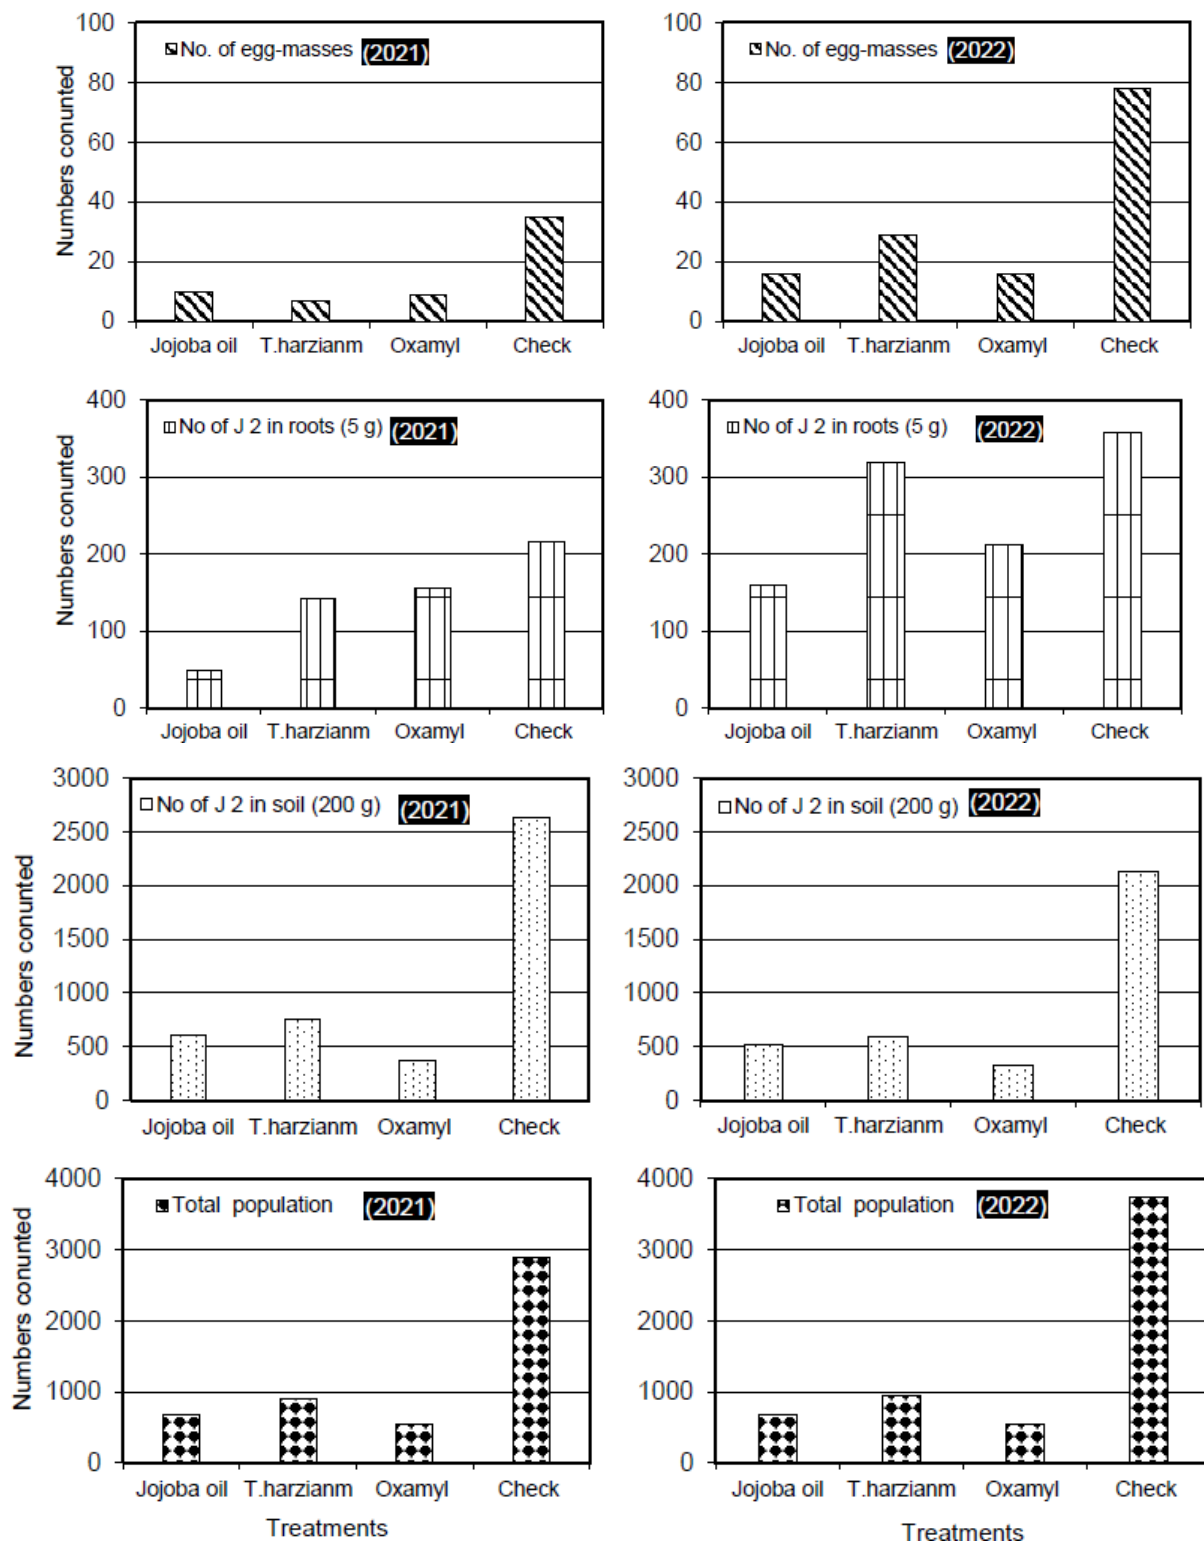 100
80
60
40
20
0
Numbers conunted
No. of egg-masses (2021)
Jojoba oil T.harzianm Oxamyl Check
100
80
60
40
20
0
No. of egg-masses (2022)
Jojoba oil T.harzianm Oxamyl Check
400
300
200
100
0
Numbers conunted
No of J 2 in roots (5 g) (2021)
Jojoba oil T.harzianm Oxamyl Check
400
300
200
100
0
No of J 2 in roots (5 g) (2022)
Jojoba oil T.harzianm Oxamyl Check
3000
2500
2000
1500
1000
500
0
Numbers conunted
No of J 2 in soil (200 g) (2021)
Jojoba oil T.harzianm Oxamyl Check
3000
2500
2000
1500
1000
500
0
No of J 2 in soil (200 g) (2022)
Jojoba oil T.harzianm Oxamyl Check
4000
3000
2000
1000
0
Numbers conunted
Total population (2021)
Jojoba oil T.harzianm Oxamyl Check
Treatments
4000
3000
2000
1000
0
Total population (2022)
Jojoba oil T.harzianm Oxamyl Check
Treatments